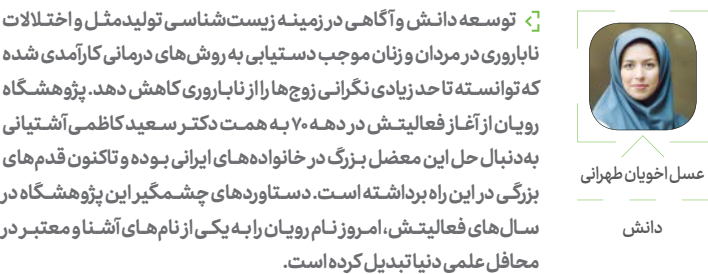 توسعه دانش و آگاهی در زمینه زیست‌شناسی تولیدمثل و اختلالات
ناباروری در مردان و زنان موجب دستیابی به روش‌های درمانی کارآمدی شده
که توانسته تا حد زیادی نگرانی زوج‌ها را از ناباروری کاهش دهد. پژوهشگاه
رویان از آغاز فعالیتش در دهه ۷۰ به همت دکتر سعید کاظمی آشتیانی
به‌دنبال حل این معضل بزرگ در خانواده‌های ایرانی بوده و تاکنون قدم‌های
بزرگی در این راه برداشته است. دستاوردهای چشمگیر این پژوهشگاه در
سال‌های فعالیتش، امروز نام رویان را به یکی از نام‌های آشنا و معتبر در
محافل علمی دنیا تبدیل کرده است.
عسل اخویان طهرانی
دانش